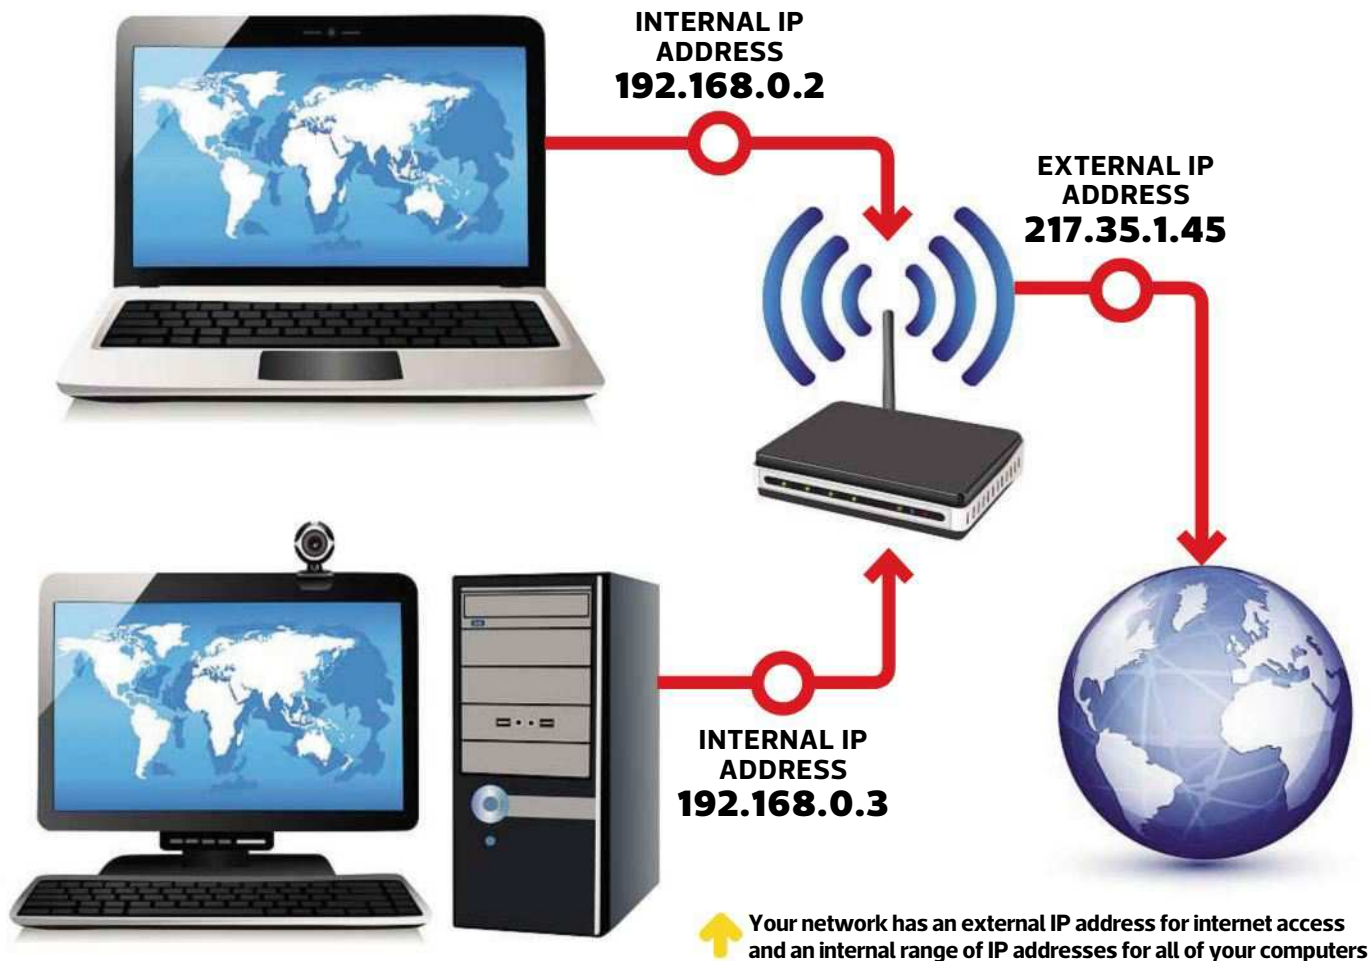 INTERNAL IP
ADDRESS
192.168.0.2
EXTERNAL IP
ADDRESS
217.35.1.45
INTERNAL IP
ADDRESS
192.168.0.3
Your network has an external IP address for internet access
and an internal range of IP addresses for all of your computers